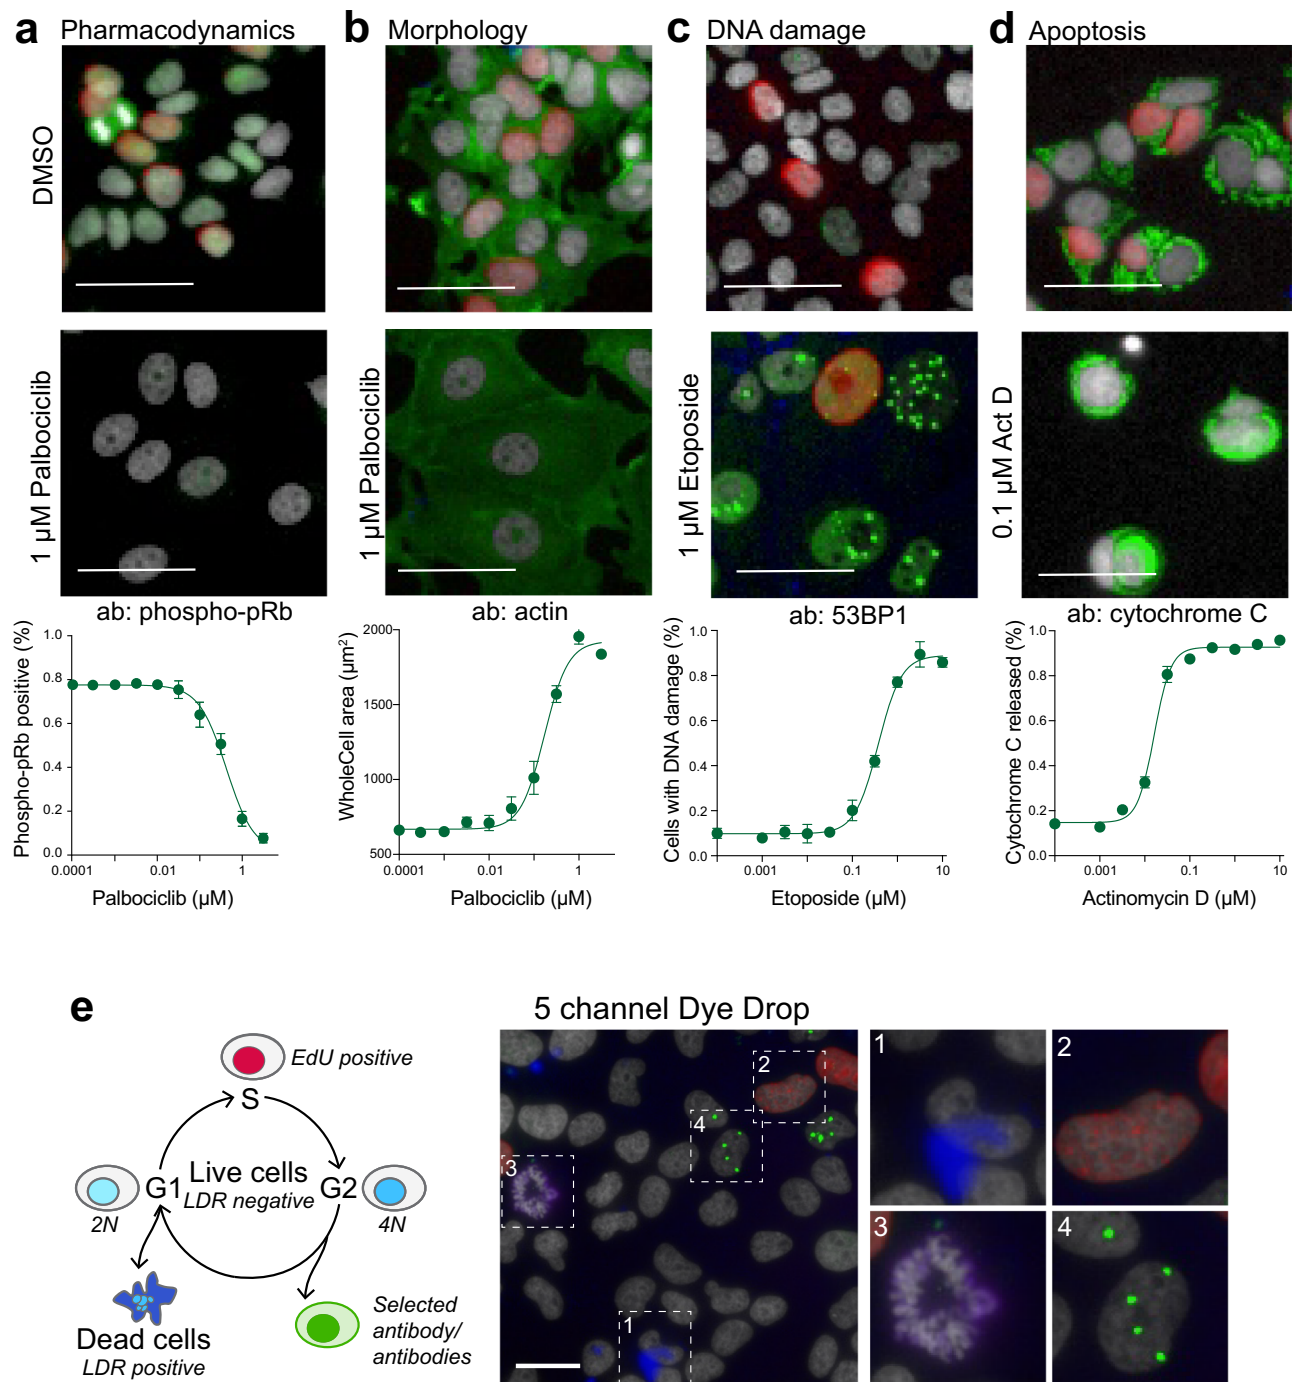 a Pharmacodynamics
b Morphology
c DNA damage
d Apoptosis
DMSO
1 µM Palbociclib
1 µM Palbociclib
1 µM Etoposide
0.1 µM Act D
ab: phospho-pRb
ab: actin
ab: 53BP1
ab: cytochrome C
Phospho-pRb positive (%)
1.0
0.8
0.6
0.4
0.2
0.0
0.0001
0.01
1
Palbociclib (µM)
WholeCell area (µm²)
2000
1500
1000
500
0.0001
0.01
1
Palbociclib (µM)
Cells with DNA damage (%)
1.0
0.8
0.6
0.4
0.2
0.0
0.001
0.1
10
Etoposide (µM)
Cytochrome C released (%)
1.0
0.8
0.6
0.4
0.2
0.0
0.001
0.1
10
Actinomycin D (µM)
e
5 channel Dye Drop
EdU positive
S
G1
Live cells
LDR negative
G2
2N
4N
Dead cells
LDR positive
Selected
antibody/
antibodies
2
4
3
1
1
2
3
4